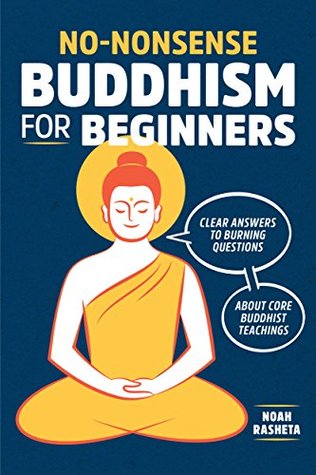 NO-NONSENSE
BUDDHISM
FOR BEGINNERS
CLEAR ANSWERS
TO BURNING
QUESTIONS
ABOUT CORE
BUDDHIST
TEACHINGS
NOAH
RASHETA